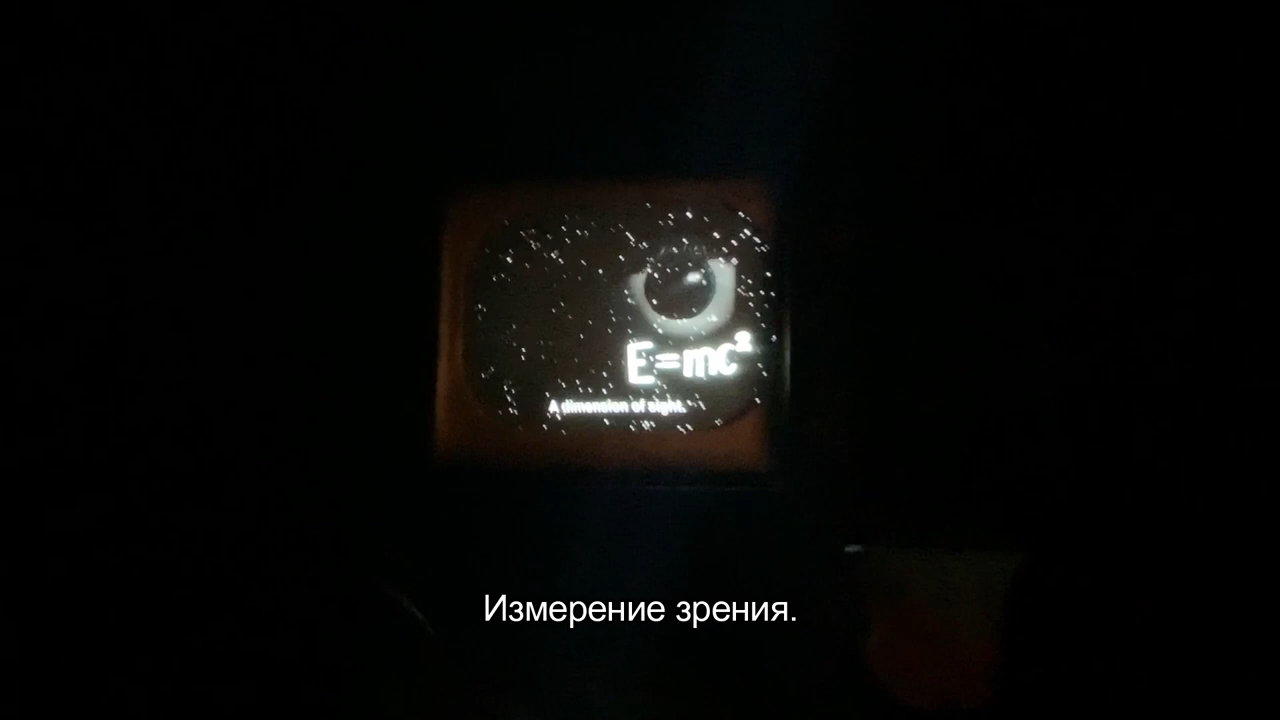 E=mc²
A dimension of sight.
Измерение зрения.